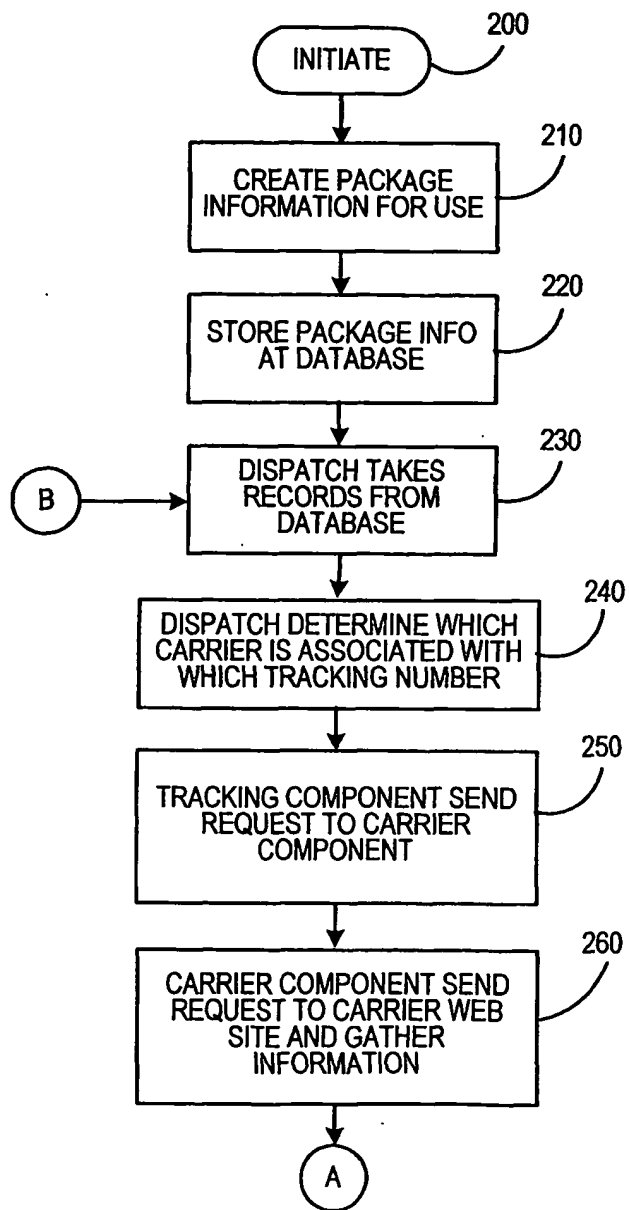 200
INITIATE
210
CREATE PACKAGE
INFORMATION FOR USE
220
STORE PACKAGE INFO
AT DATABASE
230
DISPATCH TAKES
RECORDS FROM
DATABASE
B
240
DISPATCH DETERMINE WHICH
CARRIER IS ASSOCIATED WITH
WHICH TRACKING NUMBER
250
TRACKING COMPONENT SEND
REQUEST TO CARRIER
COMPONENT
260
CARRIER COMPONENT SEND
REQUEST TO CARRIER WEB
SITE AND GATHER
INFORMATION
A